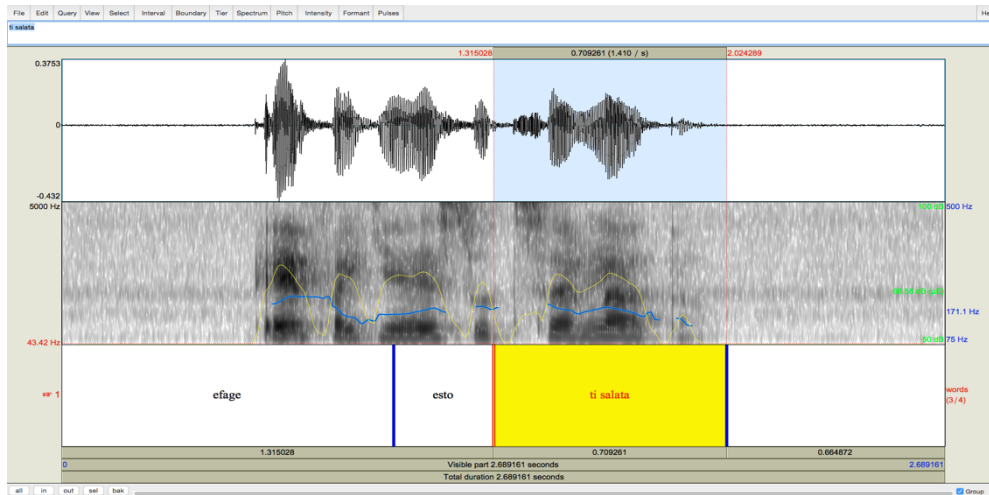 File Edit Query View Select Interval Boundary Tier Spectrum Pitch Intensity Formant Pulses
ti salata
1.315028 0.709261 (1.410 / s) 2.024289
0.3753
0
-0.432
5000 Hz 100 dB 500 Hz
171.1 Hz
43.42 Hz 50 dB 75 Hz
1 efage esto ti salata words
(3/4)
1.315028 0.709261 0.664872
0 Visible part 2.689161 seconds 2.689161
Total duration 2.689161 seconds
all in out sel bak Group